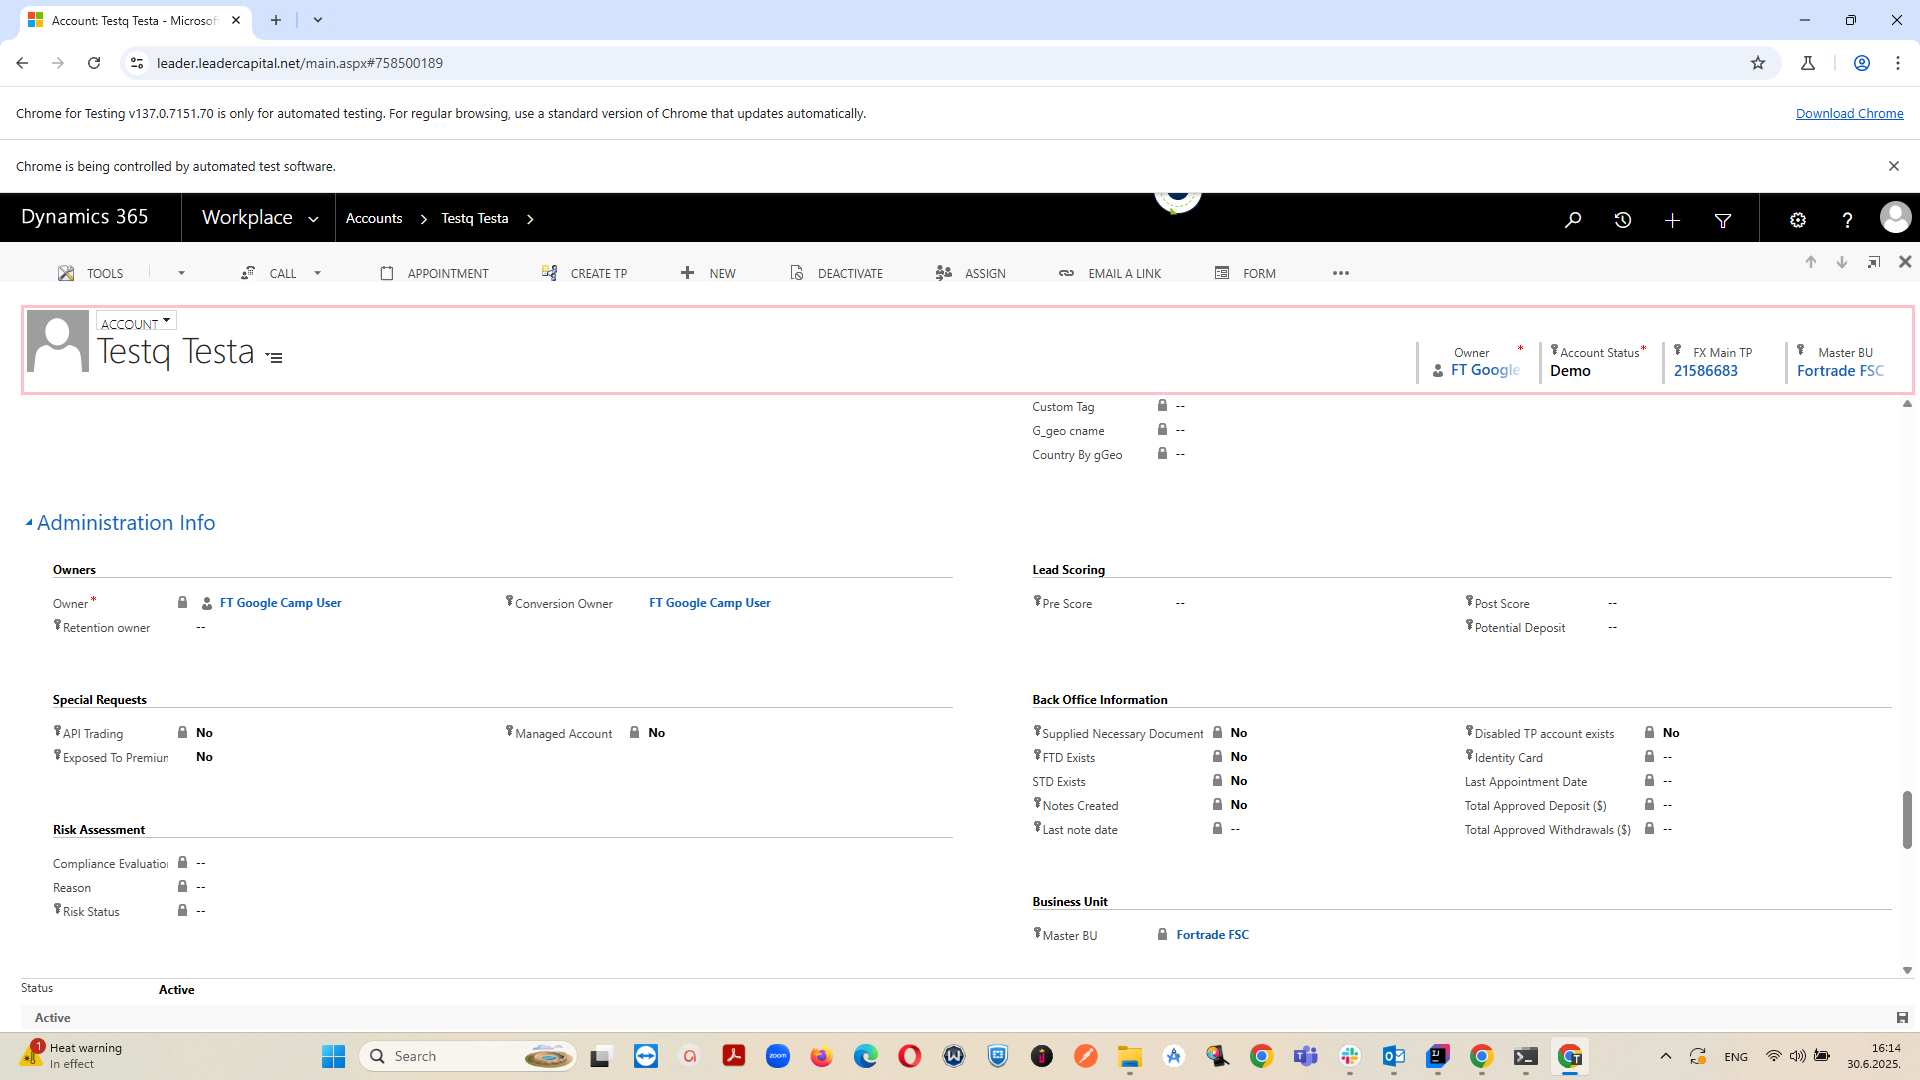 Account: Testq Testa - Microsof
leader.leadercapital.net/main.aspx#758500189
Chrome for Testing v137.0.7151.70 is only for automated testing. For regular browsing, use a standard version of Chrome that updates automatically.
Download Chrome
Chrome is being controlled by automated test software.
Dynamics 365
Workplace
Accounts
Testq Testa
TOOLS
CALL
APPOINTMENT
CREATE TP
NEW
DEACTIVATE
ASSIGN
EMAIL A LINK
FORM
ACCOUNT
Testq Testa
Owner *
FT Google
Account Status *
Demo
FX Main TP
21586683
Master BU
Fortrade FSC
Custom Tag --
G_geo cname --
Country By gGeo --
Administration Info
Owners
Owner * FT Google Camp User
Conversion Owner FT Google Camp User
Retention owner --
Lead Scoring
Pre Score --
Post Score --
Potential Deposit --
Special Requests
API Trading No
Managed Account No
Exposed To Premiun No
Back Office Information
Supplied Necessary Document No
Disabled TP account exists No
FTD Exists No
Identity Card --
STD Exists No
Last Appointment Date --
Notes Created No
Total Approved Deposit ($) --
Last note date --
Total Approved Withdrawals ($) --
Risk Assessment
Compliance Evaluatio --
Reason --
Risk Status --
Business Unit
Master BU Fortrade FSC
Status Active
Active
1
Heat warning
In effect
Search
zoom
ENG
16:14
30.6.2025.